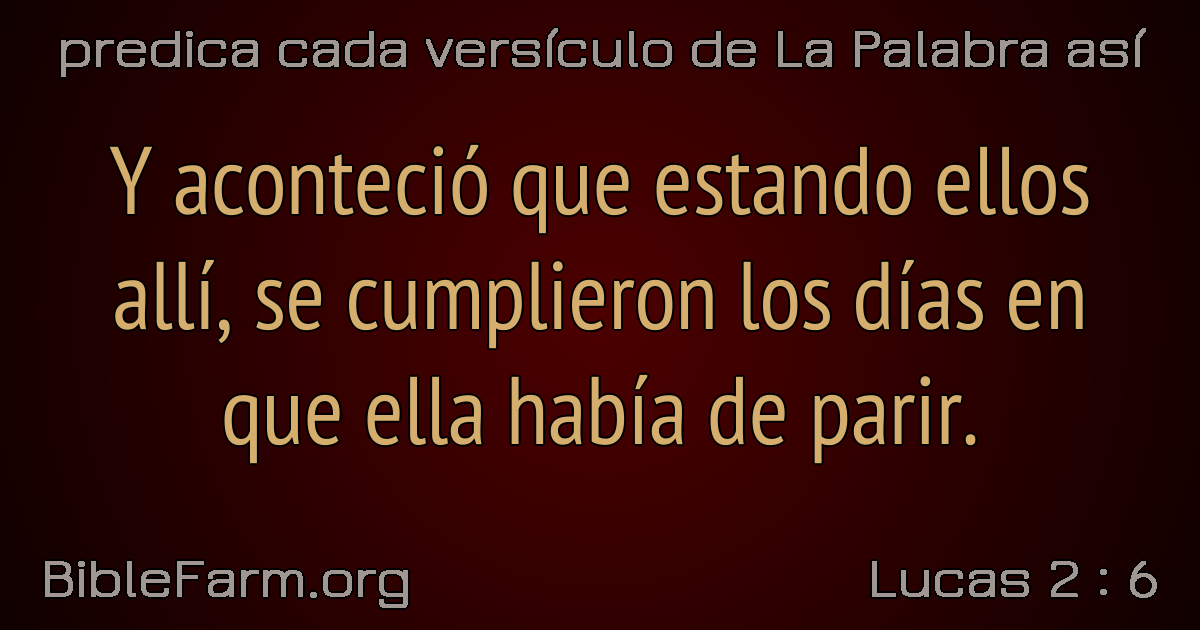 predica cada versículo de La Palabra así
Y aconteció que estando ellos
allí, se cumplieron los días en
que ella había de parir.
BibleFarm.org
Lucas 2 : 6